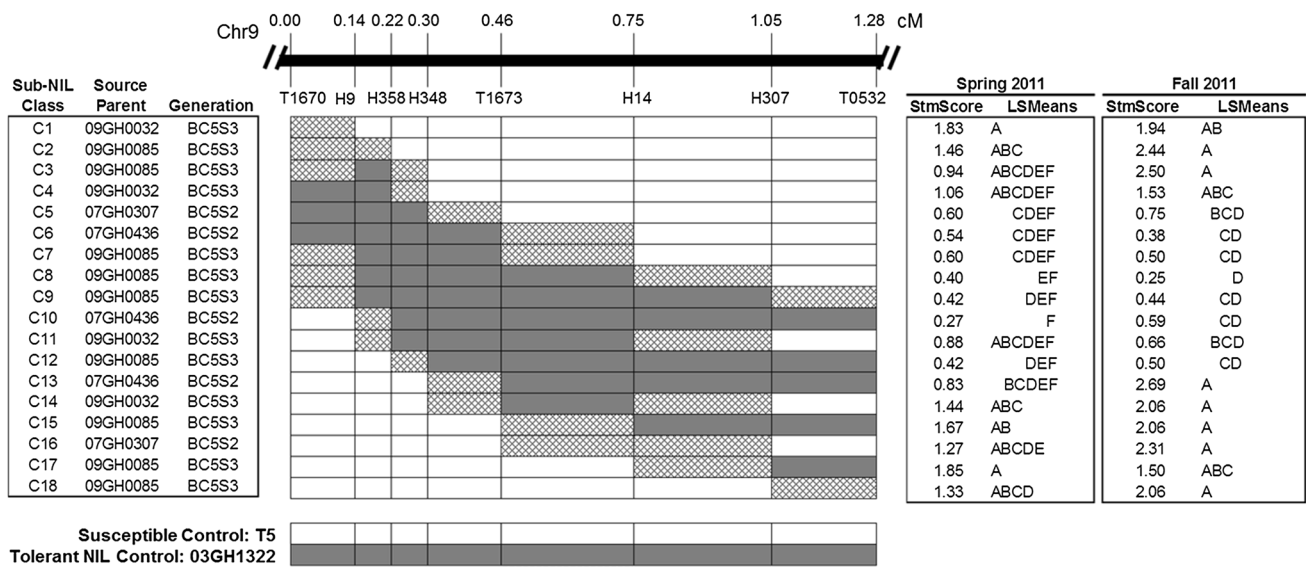 0.00 0.14 0.22 0.30 0.46 0.75 1.05 1.28 cM
Chr9
T1670 H9 H358 H348 T1673 H14 H307 T0532
Sub-NIL Class Source Parent Generation
Spring 2011 Fall 2011
StmScore LSMeans StmScore LSMeans
C1 09GH0032 BC5S3 1.83 A 1.94 AB
C2 09GH0085 BC5S3 1.46 ABC 2.44 A
C3 09GH0085 BC5S3 0.94 ABCDEF 2.50 A
C4 09GH0032 BC5S3 1.06 ABCDEF 1.53 ABC
C5 07GH0307 BC5S2 0.60 CDEF 0.75 BCD
C6 07GH0436 BC5S2 0.54 CDEF 0.38 CD
C7 09GH0085 BC5S3 0.60 CDEF 0.50 CD
C8 09GH0085 BC5S3 0.40 EF 0.25 D
C9 09GH0085 BC5S3 0.42 DEF 0.44 CD
C10 07GH0436 BC5S2 0.27 F 0.59 CD
C11 09GH0032 BC5S3 0.88 ABCDEF 0.66 BCD
C12 09GH0085 BC5S3 0.42 DEF 0.50 CD
C13 07GH0436 BC5S2 0.83 BCDEF 2.69 A
C14 09GH0032 BC5S3 1.44 ABC 2.06 A
C15 09GH0085 BC5S3 1.67 AB 2.06 A
C16 07GH0307 BC5S2 1.27 ABCDE 2.31 A
C17 09GH0085 BC5S3 1.85 A 1.50 ABC
C18 09GH0085 BC5S3 1.33 ABCD 2.06 A
Susceptible Control: T5
Tolerant NIL Control: 03GH1322